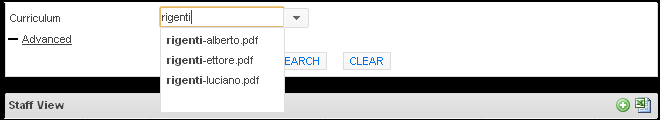 Curriculum rigenti
Advanced
rigenti-alberto.pdf
rigenti-ettore.pdf
rigenti-luciano.pdf
EARCH CLEAR
Staff View